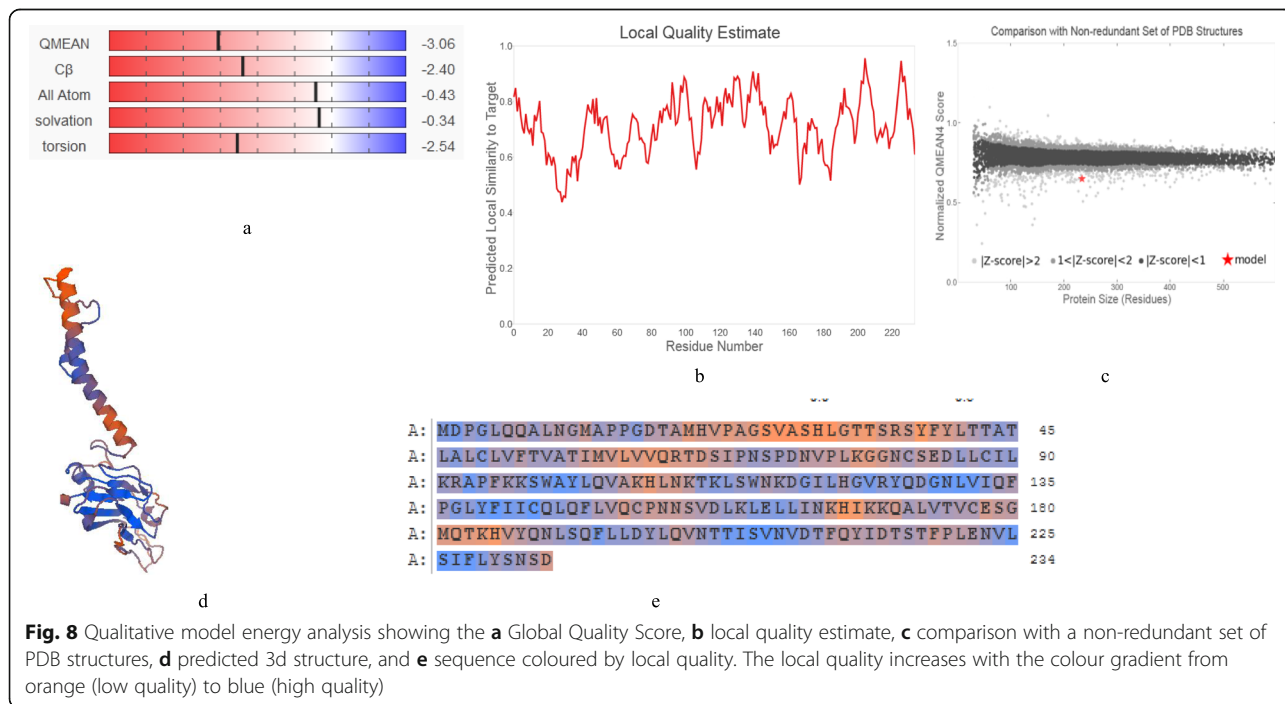 QMEAN -3.06
Cβ -2.40
All Atom -0.43
solvation -0.34
torsion -2.54
a
Local Quality Estimate
Predicted Local Similarity to Target
1.0
0.8
0.6
0.4
0.2
0.0
0 20 40 60 80 100 120 140 160 180 200 220
Residue Number
b
Comparison with Non-redundant Set of PDB Structures
Normalized QMEAN4 Score
1.5
1.0
0.5
0.0
|Z-score|>2 1<|Z-score|<2 |Z-score|<1 model
100 200 300 400 500
Protein Size (Residues)
c
d
A: MDPGLQQALNGMAPPGDTAMHVPAGSVASHLGTTSRSYFYLTTAT 45
A: LALCLVFTVATIMVLVVQRTDSIPNSPDNVPLKGGNCSEDLLCIL 90
A: KRAPFKKSWAYLQVAKHLNKTKLSWNKDGILHGVRYQDGNLVIQF 135
A: PGLYFIICQLQFLVQCPNNSVDLKLELLINKHIKKQALVTVCESG 180
A: MQTKHVYQNLSQFLLDYLQVNTTISVNVDTFQYIDTSTFPLENVL 225
A: SIFLYSNSD 234
e
Fig. 8 Qualitative model energy analysis showing the a Global Quality Score, b local quality estimate, c comparison with a non-redundant set of
PDB structures, d predicted 3d structure, and e sequence coloured by local quality. The local quality increases with the colour gradient from
orange (low quality) to blue (high quality)